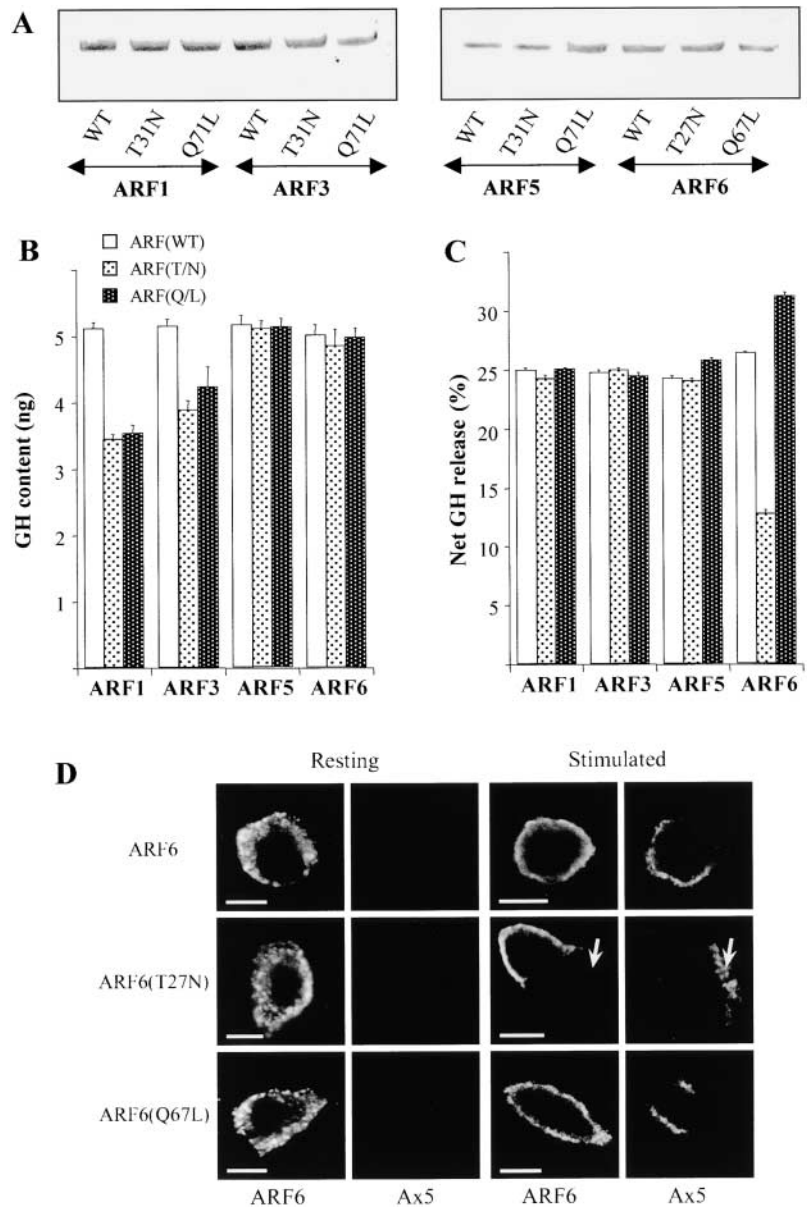 A
WT T31N Q71L WT T31N Q71L
ARF1 ARF3
WT T31N Q71L WT T27N Q67L
ARF5 ARF6
B
ARF(WT)
ARF(T/N)
ARF(Q/L)
GH content (ng)
5
4
3
2
1
ARF1 ARF3 ARF5 ARF6
C
Net GH release (%)
30
25
20
15
10
5
ARF1 ARF3 ARF5 ARF6
D
Resting Stimulated
ARF6
ARF6(T27N)
ARF6(Q67L)
ARF6 Ax5 ARF6 Ax5